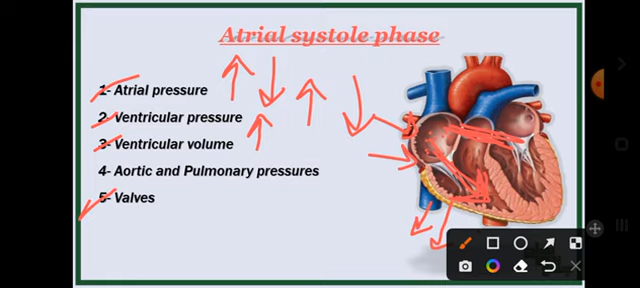 Atrial systole phase
1- Atrial pressure
2- Ventricular pressure
3- Ventricular volume
4- Aortic and Pulmonary pressures
5- Valves